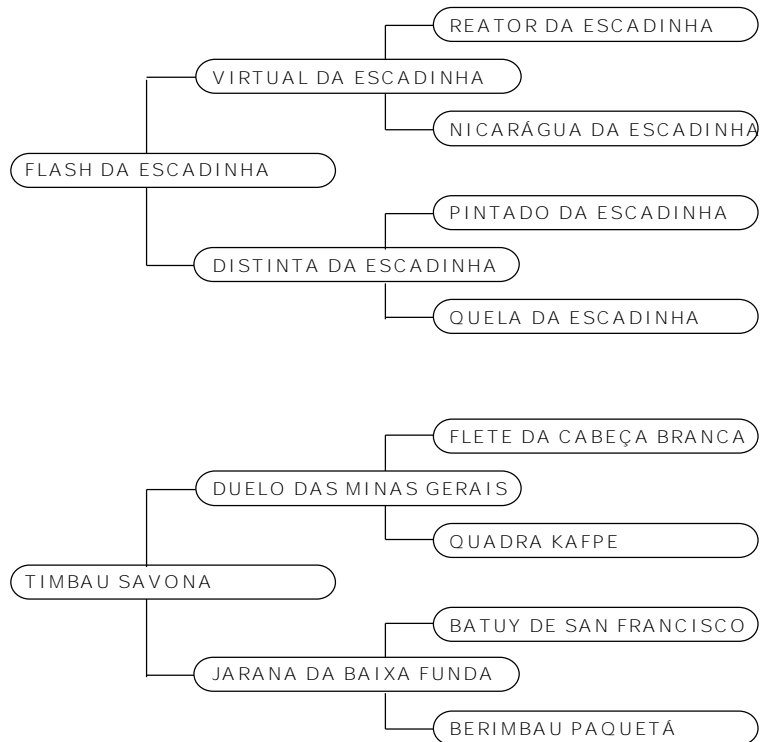 REATOR DA ESCADINHA
VIRTUAL DA ESCADINHA
NICARÁGUA DA ESCADINHA
FLASH DA ESCADINHA
PINTADO DA ESCADINHA
DISTINTA DA ESCADINHA
QUELA DA ESCADINHA
FLETE DA CABEÇA BRANCA
DUELO DAS MINAS GERAIS
QUADRA KAFPE
TIMBAU SAVONA
BATUY DE SAN FRANCISCO
JARANA DA BAIXA FUNDA
BERIMBAU PAQUETÁ